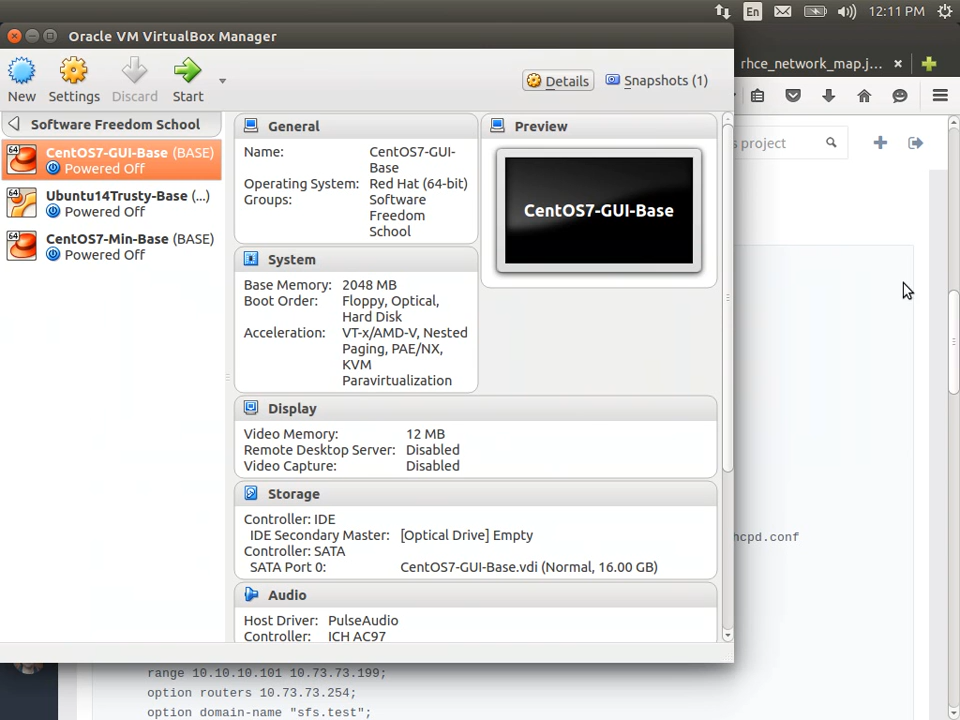 En
12:11 PM
Oracle VM VirtualBox Manager
rhce_network_map.j...
New
Settings
Discard
Start
Details
Snapshots (1)
Software Freedom School
64
CentOS7-GUI-Base (BASE)
Powered Off
64
Ubuntu14Trusty-Base (...)
Powered Off
64
CentOS7-Min-Base (BASE)
Powered Off
General
Name: CentOS7-GUI-
Base
Operating System: Red Hat (64-bit)
Groups: Software
Freedom
School
Preview
CentOS7-GUI-Base
s project
System
Base Memory: 2048 MB
Boot Order: Floppy, Optical,
Hard Disk
Acceleration: VT-x/AMD-V, Nested
Paging, PAE/NX,
KVM
Paravirtualization
Display
Video Memory: 12 MB
Remote Desktop Server: Disabled
Video Capture: Disabled
Storage
Controller: IDE
IDE Secondary Master: [Optical Drive] Empty
Controller: SATA
SATA Port 0: CentOS7-GUI-Base.vdi (Normal, 16.00 GB)
hcpd.conf
Audio
Host Driver: PulseAudio
Controller: ICH AC97
range 10.10.10.101 10.73.73.199;
option routers 10.73.73.254;
option domain-name "sfs.test";